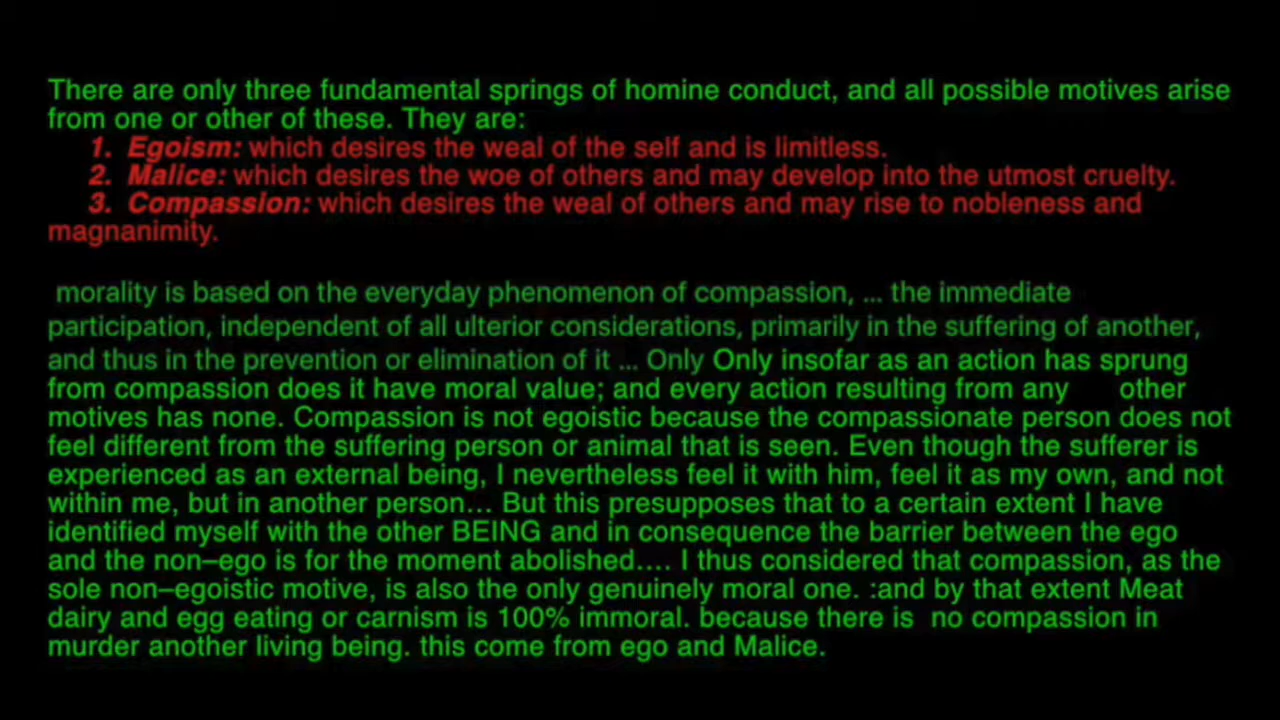 There are only three fundamental springs of homine conduct, and all possible motives arise
from one or other of these. They are:
1. Egoism: which desires the weal of the self and is limitless.
2. Malice: which desires the woe of others and may develop into the utmost cruelty.
3. Compassion: which desires the weal of others and may rise to nobleness and
magnanimity.
morality is based on the everyday phenomenon of compassion, ... the immediate
participation, independent of all ulterior considerations, primarily in the suffering of another,
and thus in the prevention or elimination of it ... Only Only insofar as an action has sprung
from compassion does it have moral value; and every action resulting from any other
motives has none. Compassion is not egoistic because the compassionate person does not
feel different from the suffering person or animal that is seen. Even though the sufferer is
experienced as an external being, I nevertheless feel it with him, feel it as my own, and not
within me, but in another person... But this presupposes that to a certain extent I have
identified myself with the other BEING and in consequence the barrier between the ego
and the non–ego is for the moment abolished.... I thus considered that compassion, as the
sole non–egoistic motive, is also the only genuinely moral one. :and by that extent Meat
dairy and egg eating or carnism is 100% immoral. because there is no compassion in
murder another living being. this come from ego and Malice.